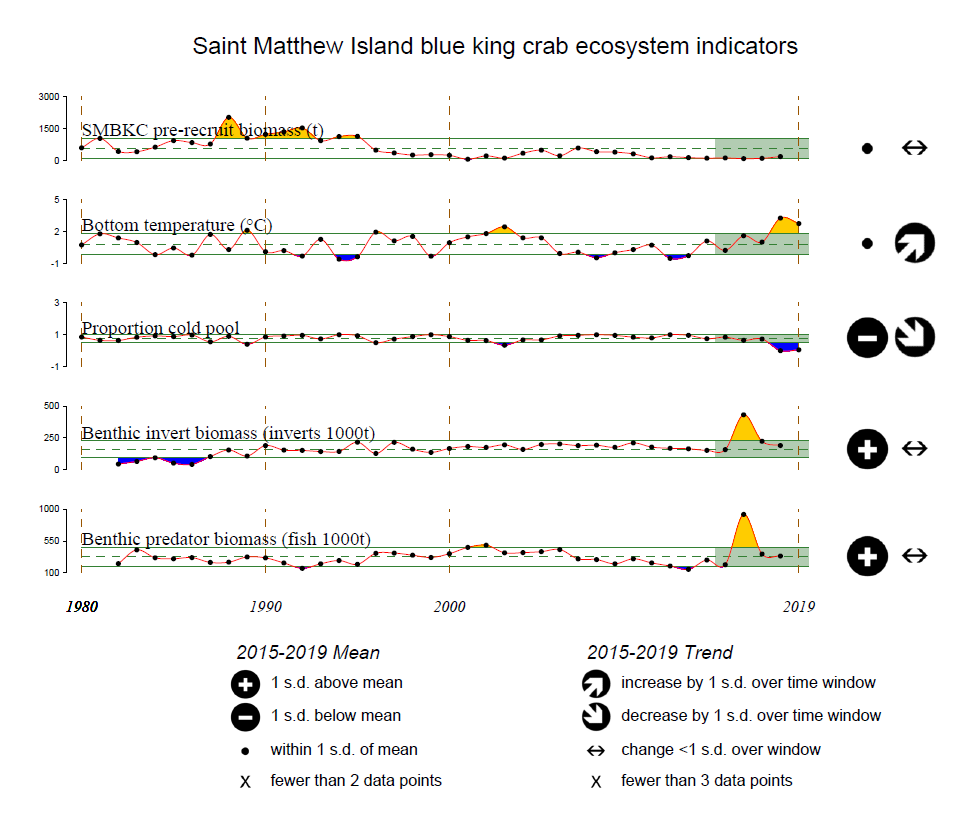 Saint Matthew Island blue king crab ecosystem indicators
3000
1500
0
SMBKC pre-recruit biomass (t)
5
2
-1
Bottom temperature (°C)
3
1
-1
Proportion cold pool
500
250
0
Benthic invert biomass (inverts 1000t)
1000
550
100
Benthic predator biomass (fish 1000t)
1980 1990 2000 2019
2015-2019 Mean
1 s.d. above mean
1 s.d. below mean
within 1 s.d. of mean
X fewer than 2 data points
2015-2019 Trend
increase by 1 s.d. over time window
decrease by 1 s.d. over time window
change <1 s.d. over window
X fewer than 3 data points